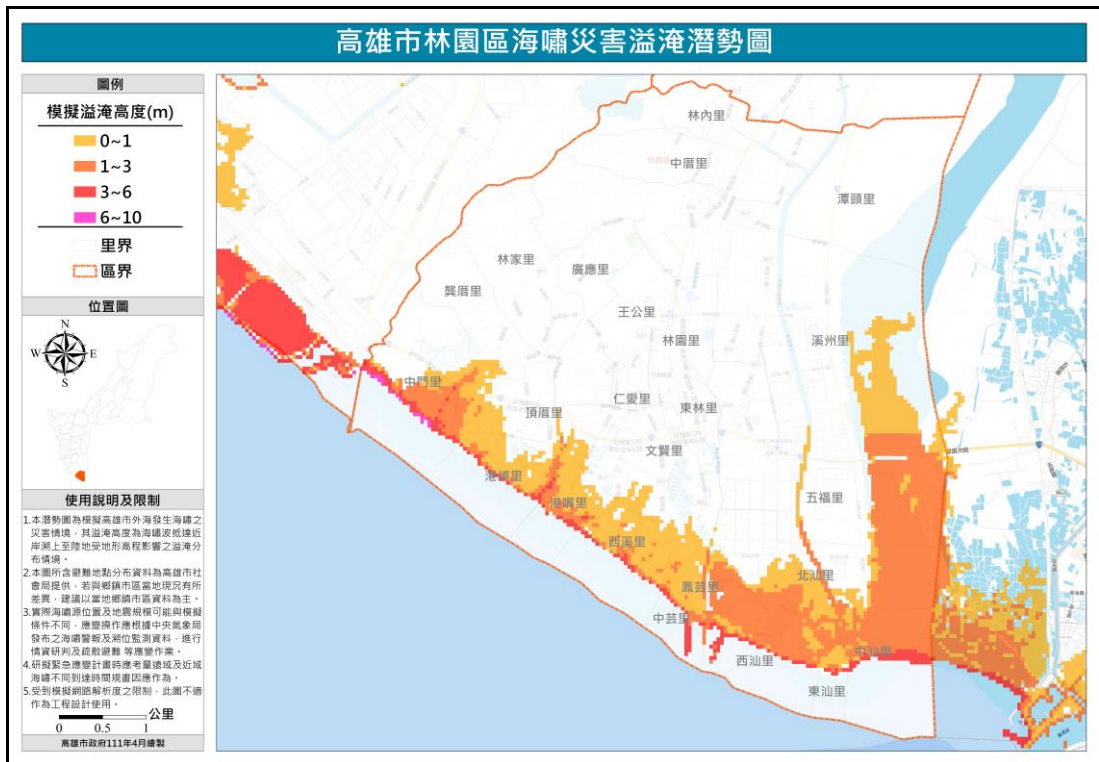 高雄市林園區海嘯災害溢淹潛勢圖
圖例
模擬溢淹高度(m)
0~1
1~3
3~6
6~10
里界
區界
位置圖
N
W
E
S
使用說明及限制
1.本潛勢圖為模擬高雄市外海發生海嘯之
災害情境，其溢淹高度為海嘯波抵達近
岸溯上至陸地受地形高程影響之溢淹分
布情境。
2.本圖所含避難地點分布資料為高雄市社
會局提供，若與鄉鎮市區當地現況有所
差異，建議以當地鄉鎮市區資料為主。
3.實際海嘯源位置及地震規模可能與模擬
條件不同，應變操作應根據中央氣象局
發布之海嘯警報及潮位監測資料，進行
情資研判及疏散避難 等應變作業。
4.研擬緊急應變計畫時應考量遠域及近域
海嘯不同到達時間規畫因應作為。
5.受到模擬網路解析度之限制，此圖不適
作為工程設計使用。
公里
0 0.5 1
高雄市政府111年4月繪製
林內里
中厝里
潭頭里
林家里
廣應里
龔厝里
王公里
林園里
溪州里
中門里
仁愛里
東林里
頂厝里
文賢里
港埔里
五福里
港嘴里
西溪里
北汕里
鳳芸里
中芸里
中汕里
西汕里
東汕里